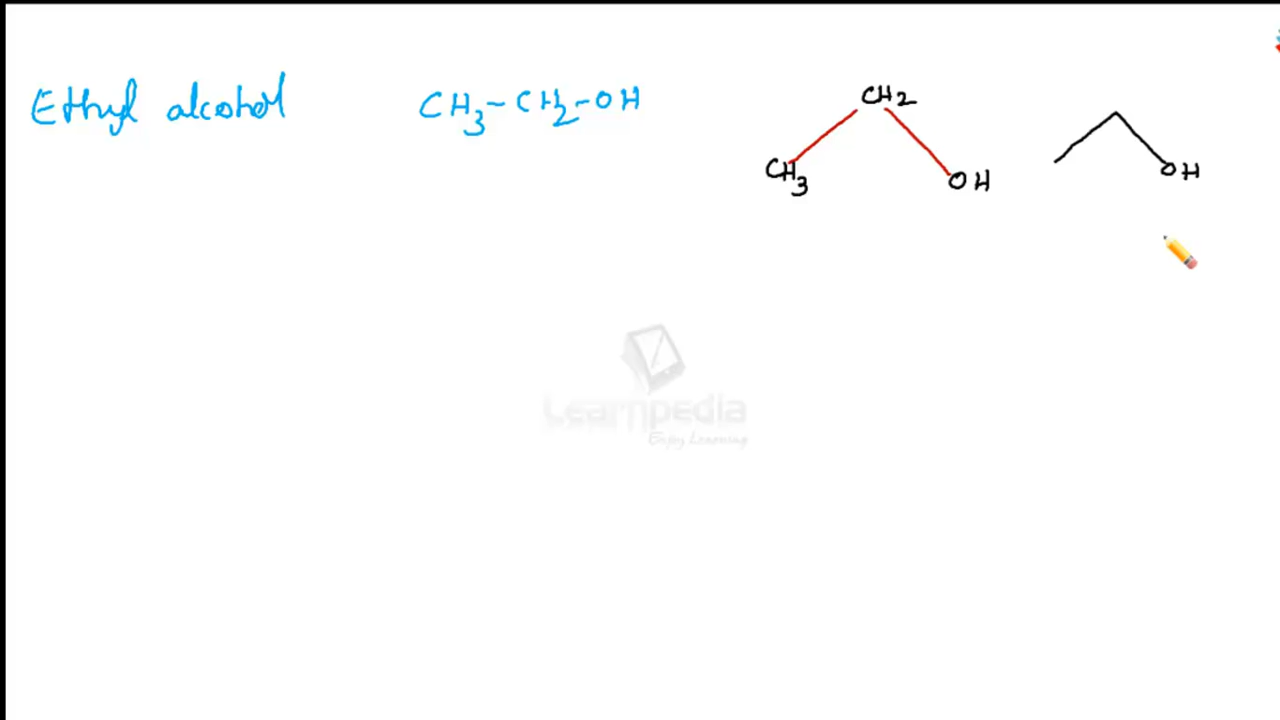 Ethyl alcohol CH3-CH2-OH
CH2
CH3 OH
OH
Learnpedia
Enjoy Learning